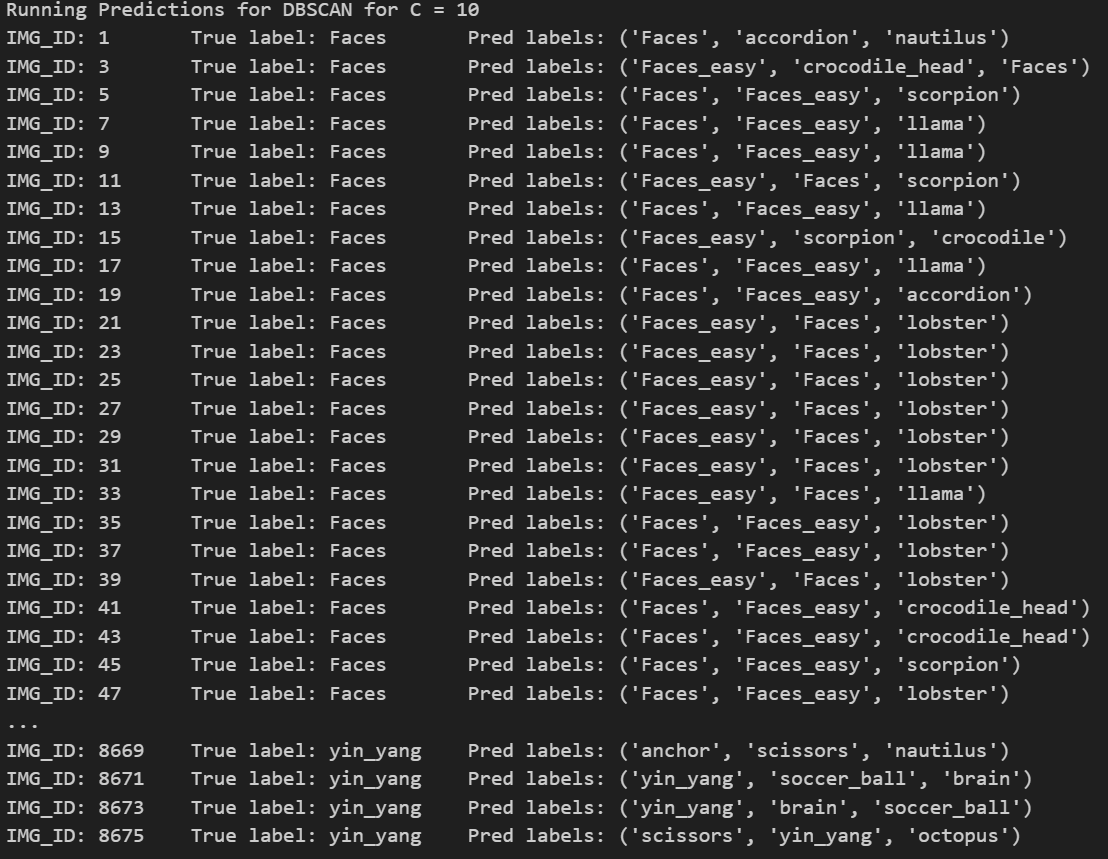 Running Predictions for DBSCAN for C = 10
IMG_ID: 1 True label: Faces Pred labels: ('Faces', 'accordion', 'nautilus')
IMG_ID: 3 True label: Faces Pred labels: ('Faces_easy', 'crocodile_head', 'Faces')
IMG_ID: 5 True label: Faces Pred labels: ('Faces', 'Faces_easy', 'scorpion')
IMG_ID: 7 True label: Faces Pred labels: ('Faces', 'Faces_easy', 'llama')
IMG_ID: 9 True label: Faces Pred labels: ('Faces', 'Faces_easy', 'llama')
IMG_ID: 11 True label: Faces Pred labels: ('Faces_easy', 'Faces', 'scorpion')
IMG_ID: 13 True label: Faces Pred labels: ('Faces', 'Faces_easy', 'llama')
IMG_ID: 15 True label: Faces Pred labels: ('Faces_easy', 'scorpion', 'crocodile')
IMG_ID: 17 True label: Faces Pred labels: ('Faces', 'Faces_easy', 'llama')
IMG_ID: 19 True label: Faces Pred labels: ('Faces', 'Faces_easy', 'accordion')
IMG_ID: 21 True label: Faces Pred labels: ('Faces_easy', 'Faces', 'lobster')
IMG_ID: 23 True label: Faces Pred labels: ('Faces_easy', 'Faces', 'lobster')
IMG_ID: 25 True label: Faces Pred labels: ('Faces_easy', 'Faces', 'lobster')
IMG_ID: 27 True label: Faces Pred labels: ('Faces_easy', 'Faces', 'lobster')
IMG_ID: 29 True label: Faces Pred labels: ('Faces_easy', 'Faces', 'lobster')
IMG_ID: 31 True label: Faces Pred labels: ('Faces_easy', 'Faces', 'lobster')
IMG_ID: 33 True label: Faces Pred labels: ('Faces_easy', 'Faces', 'llama')
IMG_ID: 35 True label: Faces Pred labels: ('Faces', 'Faces_easy', 'lobster')
IMG_ID: 37 True label: Faces Pred labels: ('Faces', 'Faces_easy', 'lobster')
IMG_ID: 39 True label: Faces Pred labels: ('Faces_easy', 'Faces', 'lobster')
IMG_ID: 41 True label: Faces Pred labels: ('Faces', 'Faces_easy', 'crocodile_head')
IMG_ID: 43 True label: Faces Pred labels: ('Faces', 'Faces_easy', 'crocodile_head')
IMG_ID: 45 True label: Faces Pred labels: ('Faces', 'Faces_easy', 'scorpion')
IMG_ID: 47 True label: Faces Pred labels: ('Faces', 'Faces_easy', 'lobster')
...
IMG_ID: 8669 True label: yin_yang Pred labels: ('anchor', 'scissors', 'nautilus')
IMG_ID: 8671 True label: yin_yang Pred labels: ('yin_yang', 'soccer_ball', 'brain')
IMG_ID: 8673 True label: yin_yang Pred labels: ('yin_yang', 'brain', 'soccer_ball')
IMG_ID: 8675 True label: yin_yang Pred labels: ('scissors', 'yin_yang', 'octopus')